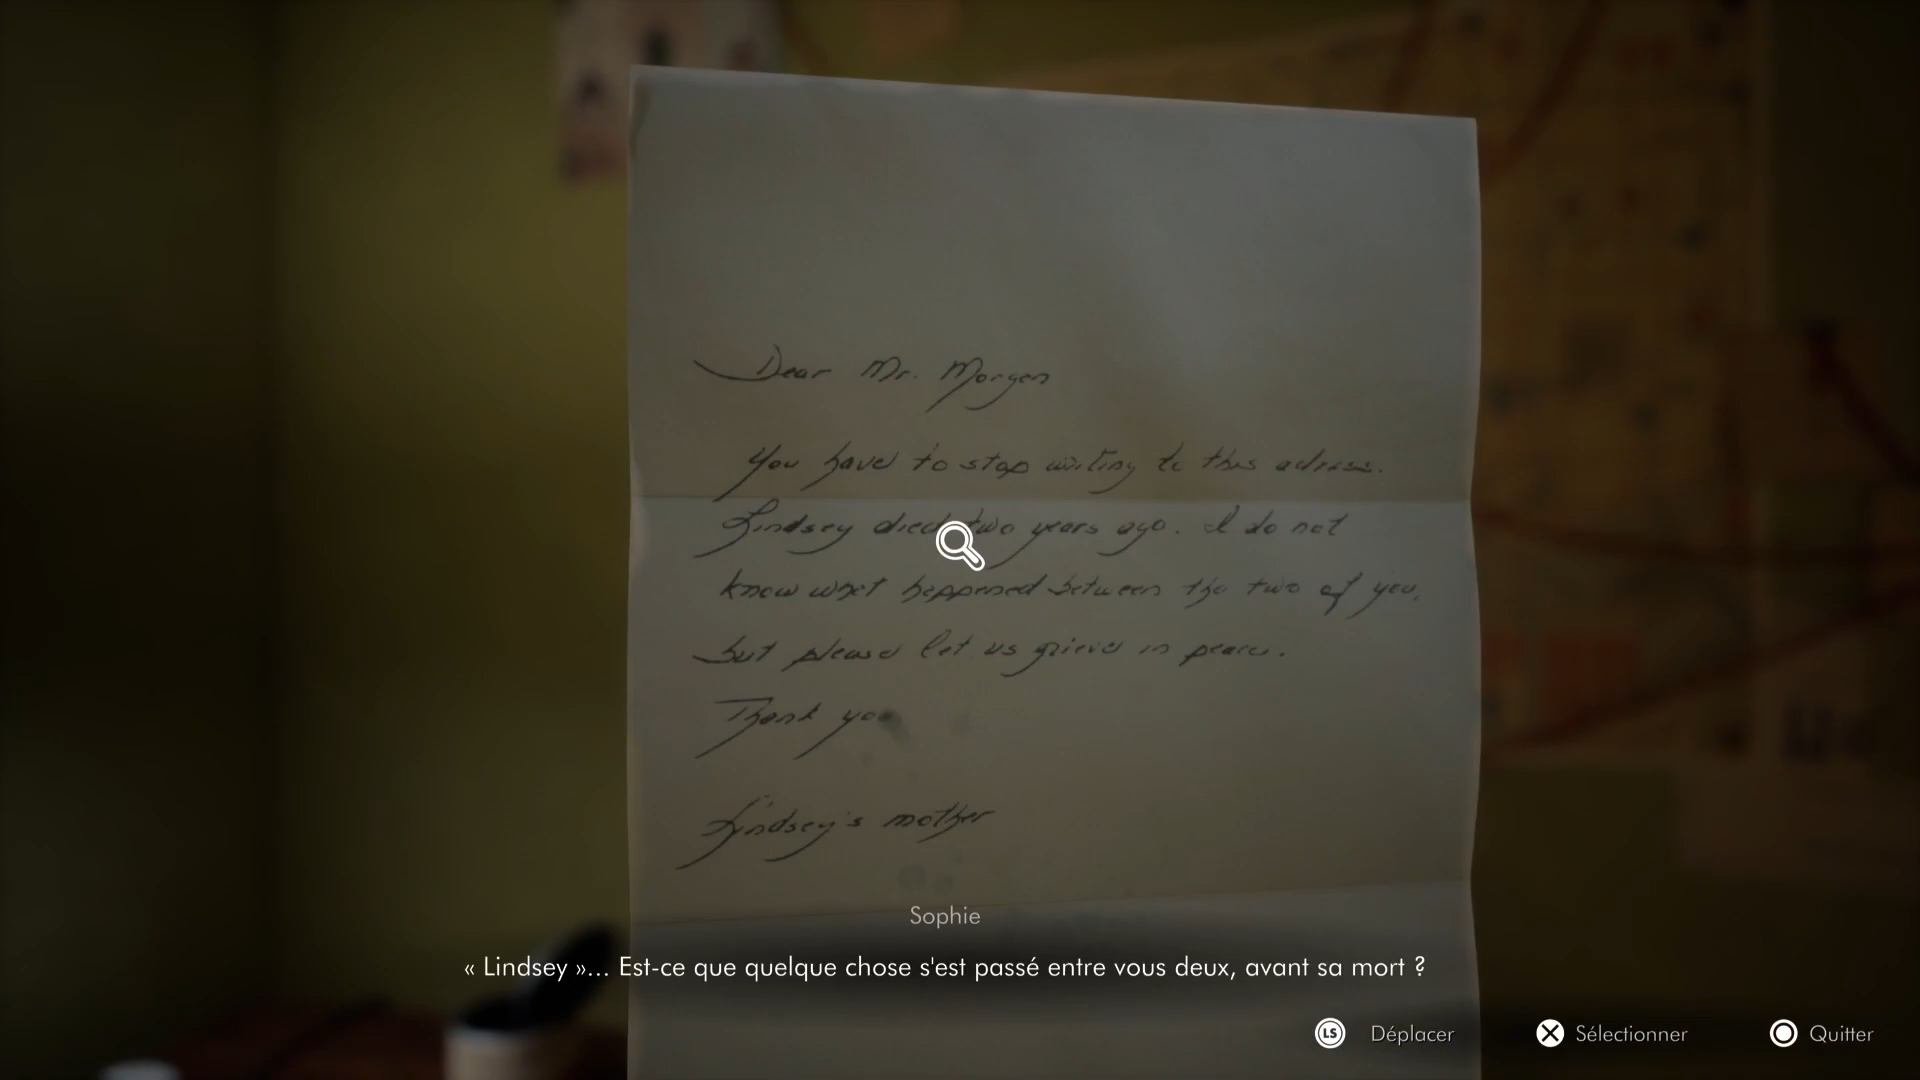 Dear Mr. Morgen
You have to stop writing to this adress.
Lindsey died two years ago. I do not
know what happened between the two of you,
but please let us grieve in peace.
Thank you
Lindsey's mother
Sophie
« Lindsey »... Est-ce que quelque chose s'est passé entre vous deux, avant sa mort ?
LS Déplacer Sélectionner Quitter